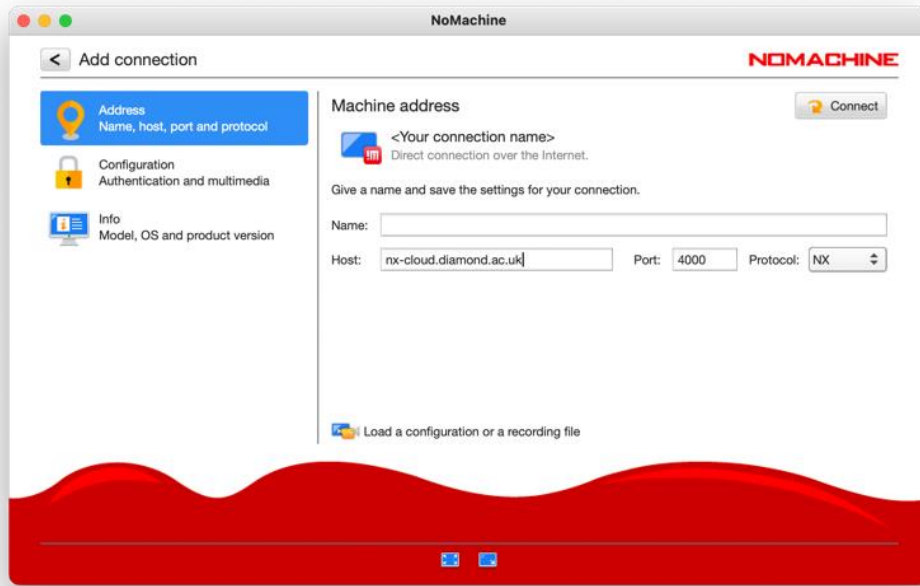 NoMachine
Add connection
NOMACHINE
Address
Name, host, port and protocol
Configuration
Authentication and multimedia
Info
Model, OS and product version
Machine address
Connect
<Your connection name>
Direct connection over the Internet.
Give a name and save the settings for your connection.
Name:
Host: nx-cloud.diamond.ac.uk Port: 4000 Protocol: NX
Load a configuration or a recording file